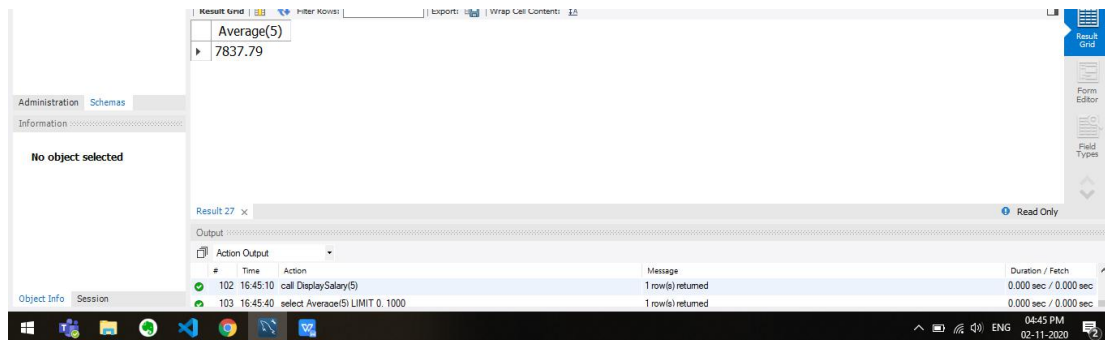 Result Grid Filter Rows: Export: Wrap Cell Content:
Average(5)
7837.79
Result Grid
Form Editor
Field Types
Administration Schemas
Information
No object selected
Result 27 × Read Only
Output
Action Output
# Time Action Message Duration / Fetch
102 16:45:10 call DisplaySalary(5) 1 row(s) returned 0.000 sec / 0.000 sec
103 16:45:40 select Average(5) LIMIT 0, 1000 1 row(s) returned 0.000 sec / 0.000 sec
Object Info Session
ENG 04:45 PM
02-11-2020
2